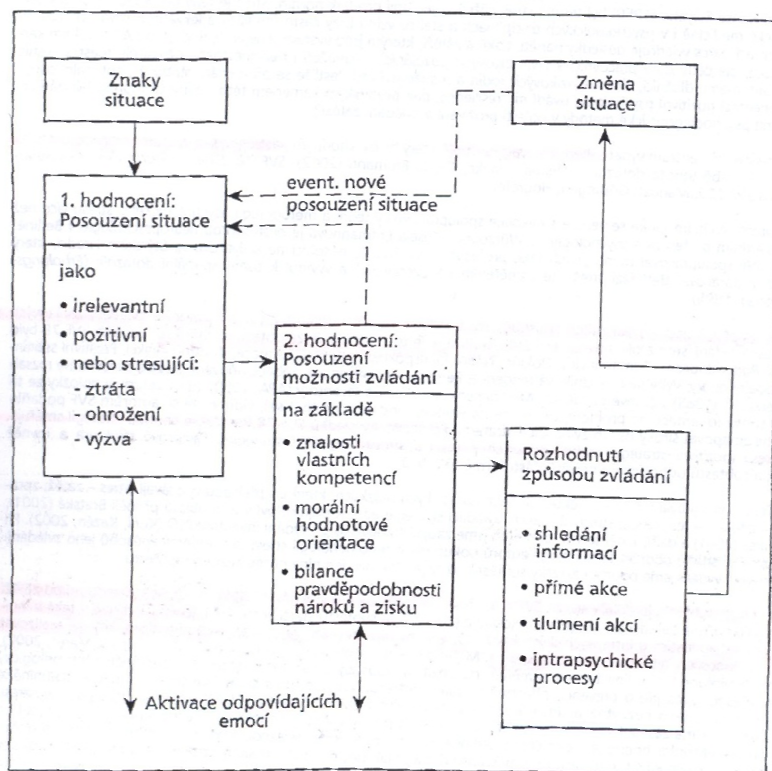 Znaky
situace
Změna
situace
1. hodnocení:
Posouzení situace
event. nové
posouzení situace
jako
• irelevantní
• pozitivní
• nebo stresující:
- ztráta
- ohrožení
- výzva
2. hodnocení:
Posouzení
možnosti zvládání
na základě
• znalosti
vlastních
kompetencí
• morální
hodnotové
orientace
• bilance
pravděpodobnosti
nároků a zisku
Rozhodnutí
způsobu zvládání
• shledání
informací
• přímé akce
• tlumení akcí
• intrapsychické
procesy
Aktivace odpovídajících
emocí